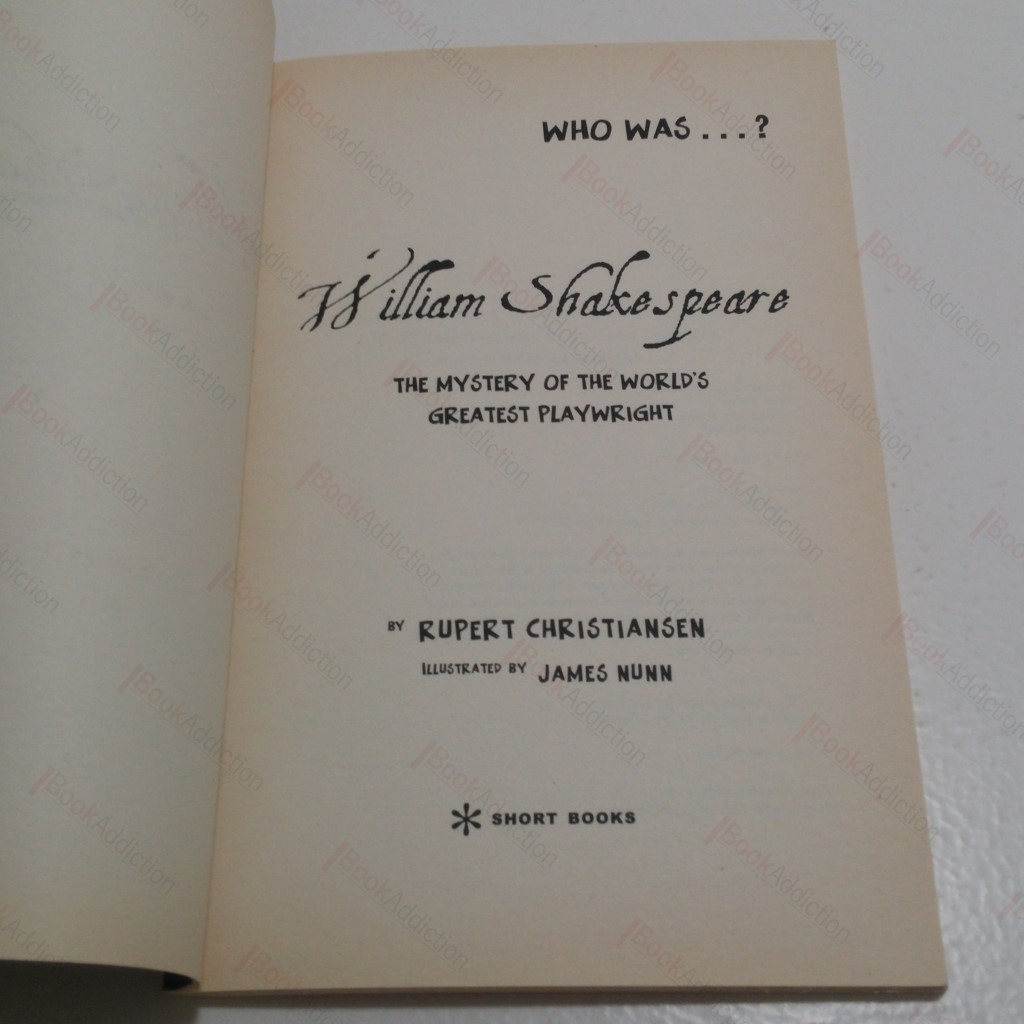 WHO WAS . . . ?
William Shakespeare
THE MYSTERY OF THE WORLD'S
GREATEST PLAYWRIGHT
BY RUPERT CHRISTIANSEN
ILLUSTRATED BY JAMES NUNN
SHORT BOOKS
BookAddiction